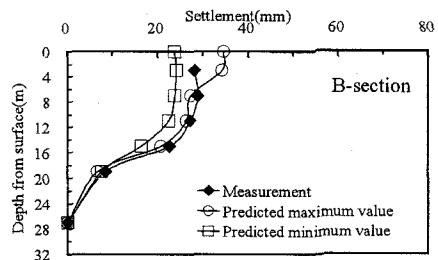 Settlement(mm)
0 20 40 60 80
0
4
8
12
16
20
24
28
32
Depth from surface(m)
B-section
Measurement
Predicted maximum value
Predicted minimum value